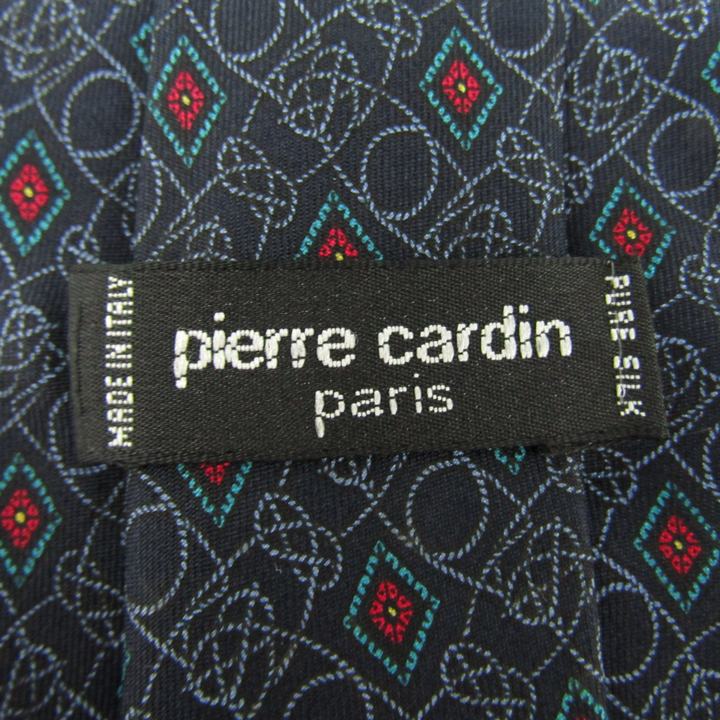 MADE IN ITALY
pierre cardin
paris
PURE SILK